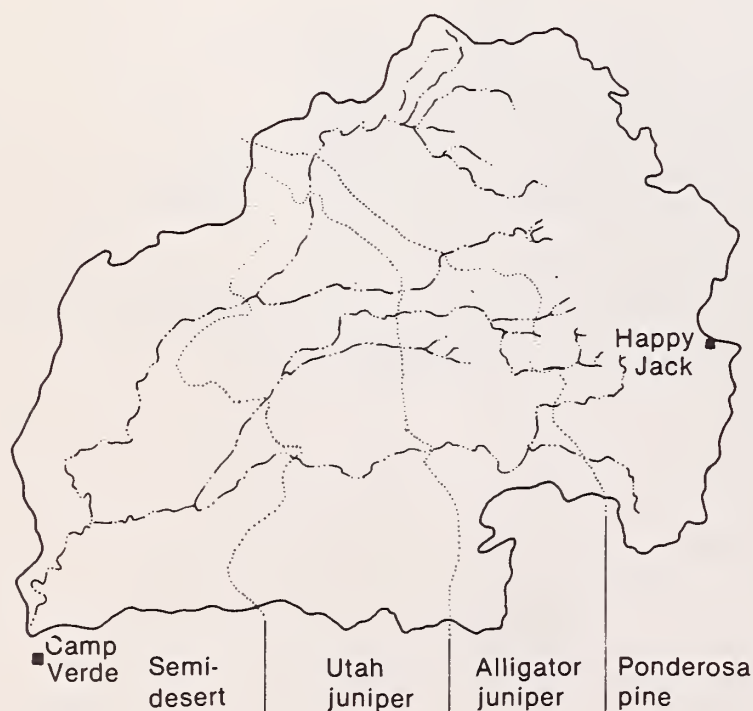 Happy
Jack
Camp
Verde
Semi-
desert
Utah
juniper
Alligator
juniper
Ponderosa
pine